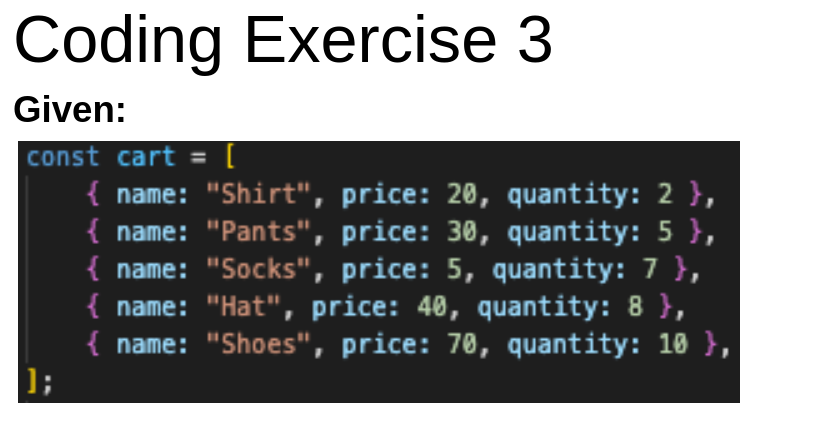 Coding Exercise 3
Given:
const cart = [
    { name: "Shirt", price: 20, quantity: 2 },
    { name: "Pants", price: 30, quantity: 5 },
    { name: "Socks", price: 5, quantity: 7 },
    { name: "Hat", price: 40, quantity: 8 },
    { name: "Shoes", price: 70, quantity: 10 },
];